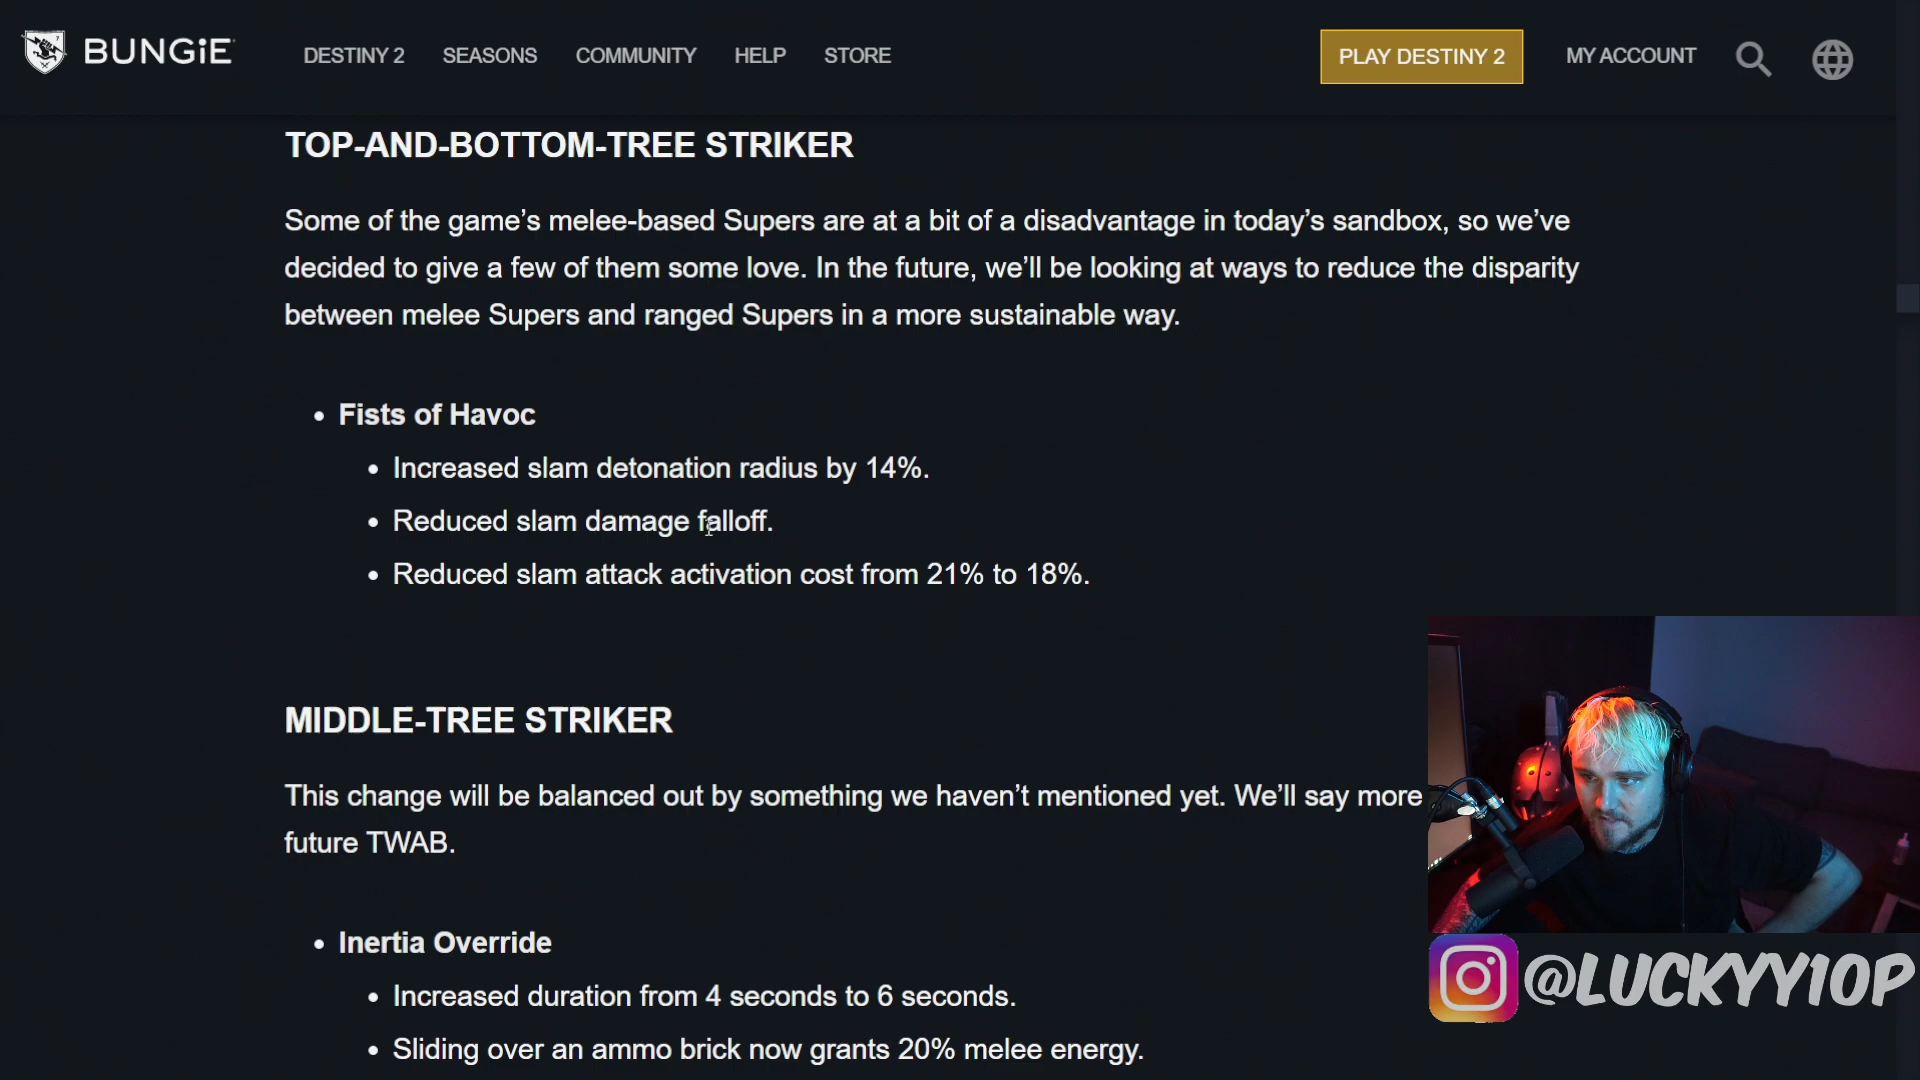 BUNGiE
DESTINY 2 SEASONS COMMUNITY HELP STORE
PLAY DESTINY 2 MY ACCOUNT
TOP-AND-BOTTOM-TREE STRIKER
Some of the game’s melee-based Supers are at a bit of a disadvantage in today’s sandbox, so we’ve
decided to give a few of them some love. In the future, we’ll be looking at ways to reduce the disparity
between melee Supers and ranged Supers in a more sustainable way.
• Fists of Havoc
• Increased slam detonation radius by 14%.
• Reduced slam damage falloff.
• Reduced slam attack activation cost from 21% to 18%.
MIDDLE-TREE STRIKER
This change will be balanced out by something we haven’t mentioned yet. We’ll say more
future TWAB.
• Inertia Override
• Increased duration from 4 seconds to 6 seconds.
• Sliding over an ammo brick now grants 20% melee energy.
@LUCKYY10P